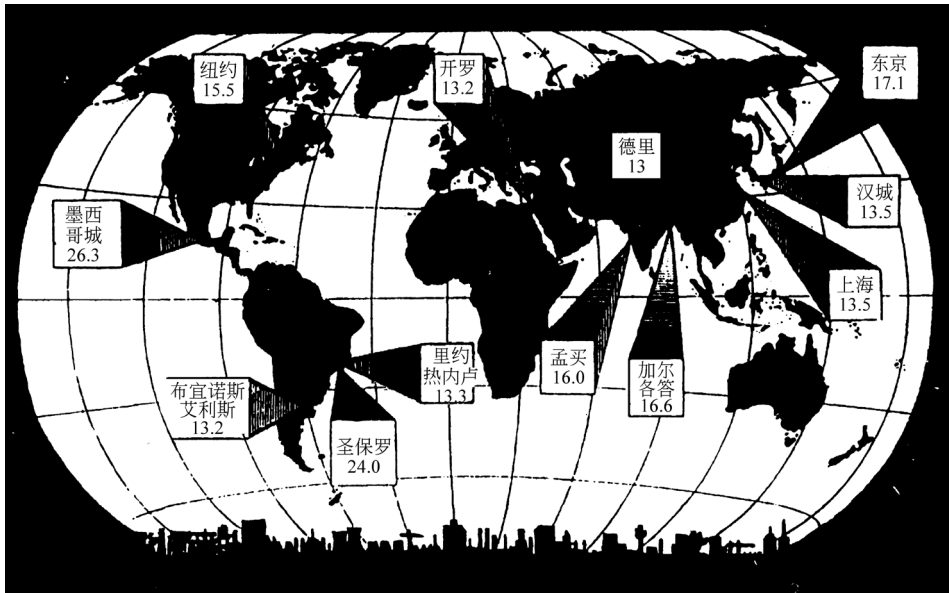 纽约
15.5
开罗
13.2
东京
17.1
德里
13
墨西
哥城
26.3
汉城
13.5
上海
13.5
里约
热内卢
13.3
孟买
16.0
加尔
各答
16.6
布宜诺斯
艾利斯
13.2
圣保罗
24.0